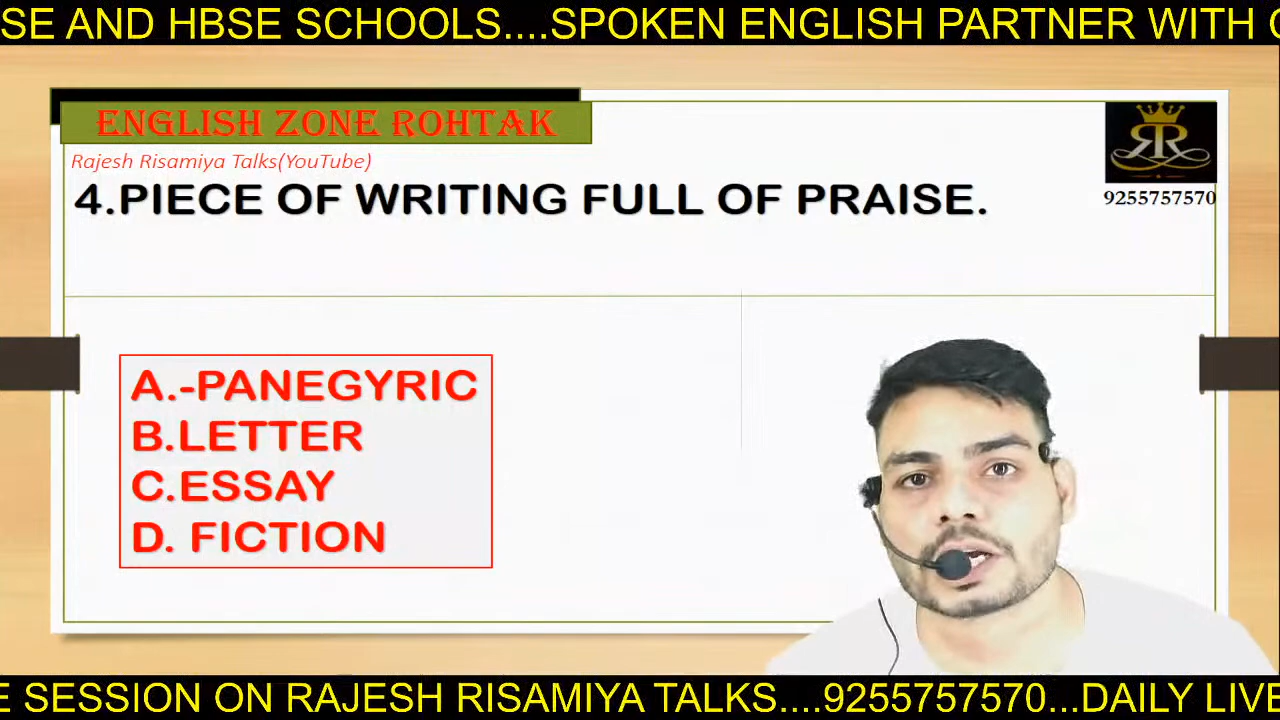 SE AND HBSE SCHOOLS....SPOKEN ENGLISH PARTNER WITH
ENGLISH ZONE ROHTAK
Rajesh Risamiya Talks(YouTube)
RR
9255757570
4.PIECE OF WRITING FULL OF PRAISE.
A.-PANEGYRIC
B.LETTER
C.ESSAY
D. FICTION
E SESSION ON RAJESH RISAMIYA TALKS....9255757570...DAILY LIVE